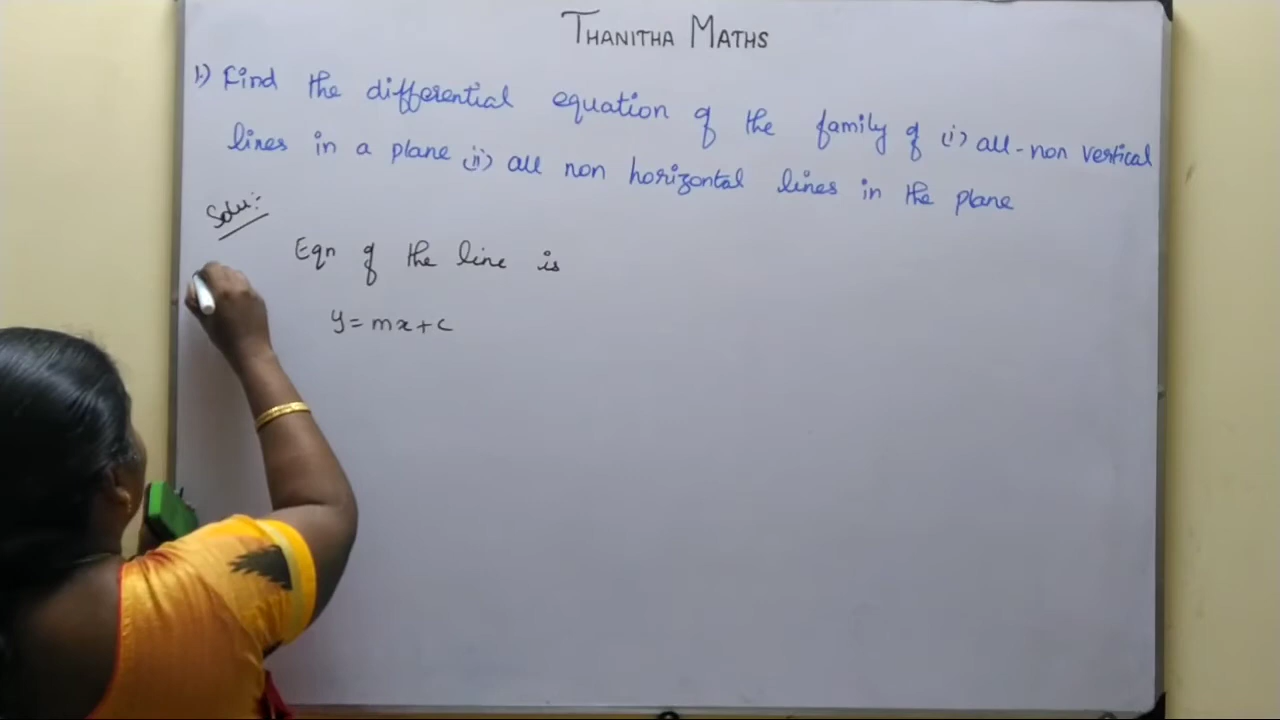 THANITHA MATHS
1.) Find the differential equation of the family of (i) all-non vertical
lines in a plane (ii) all non horizontal lines in the plane
Solu:-
Eqn of the line is
y=mx+c